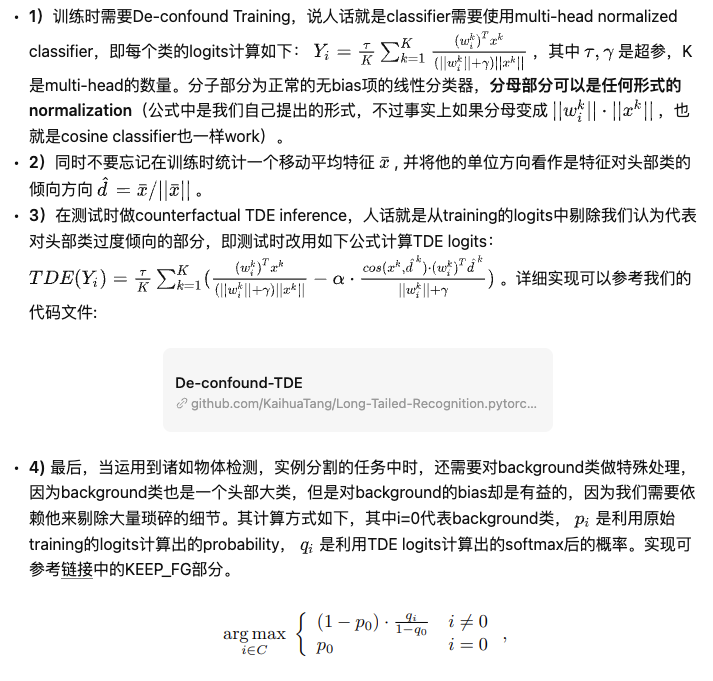 • 1）训练时需要De-confound Training，说人话就是classifier需要使用multi-head normalized
classifier，即每个类的logits计算如下： $Y_i = \frac{\tau}{K} \sum_{k=1}^{K} \frac{(w_i^k)^T x^k}{(||w_i^k||+\gamma)||x^k||}$ ，其中 $\tau, \gamma$ 是超参，K
是multi-head的数量。分子部分为正常的无bias项的线性分类器，分母部分可以是任何形式的
normalization（公式中是我们自己提出的形式，不过事实上如果分母变成 $||w_i^k|| \cdot ||x^k||$ ，也
就是cosine classifier也一样work）。
• 2）同时不要忘记在训练时统计一个移动平均特征 $\bar{x}$ , 并将他的单位方向看作是特征对头部类的
倾向方向 $\hat{d} = \bar{x}/||\bar{x}||$ 。
• 3）在测试时做counterfactual TDE inference，人话就是从training的logits中剔除我们认为代表
对头部类过度倾向的部分，即测试时改用如下公式计算TDE logits：
$TDE(Y_i) = \frac{\tau}{K} \sum_{k=1}^{K} (\frac{(w_i^k)^T x^k}{(||w_i^k||+\gamma)||x^k||} - \alpha \cdot \frac{cos(x^k, \hat{d}^k) \cdot (w_i^k)^T \hat{d}^k}{||w_i^k||+\gamma})$ 。详细实现可以参考我们的
代码文件:
De-confound-TDE
github.com/KaihuaTang/Long-Tailed-Recognition.pytorc...
• 4) 最后，当运用到诸如物体检测，实例分割的任务中时，还需要对background类做特殊处理，
因为background类也是一个头部大类，但是对background的bias却是有益的，因为我们需要依
赖他来剔除大量琐碎的细节。其计算方式如下，其中i=0代表background类， $p_i$ 是利用原始
training的logits计算出的probability， $q_i$ 是利用TDE logits计算出的softmax后的概率。实现可
参考链接中的KEEP_FG部分。
$\underset{i \in C}{\arg\max} \begin{cases} (1 - p_0) \cdot \frac{q_i}{1-q_0} & i \neq 0 \\ p_0 & i = 0 \end{cases} ,$